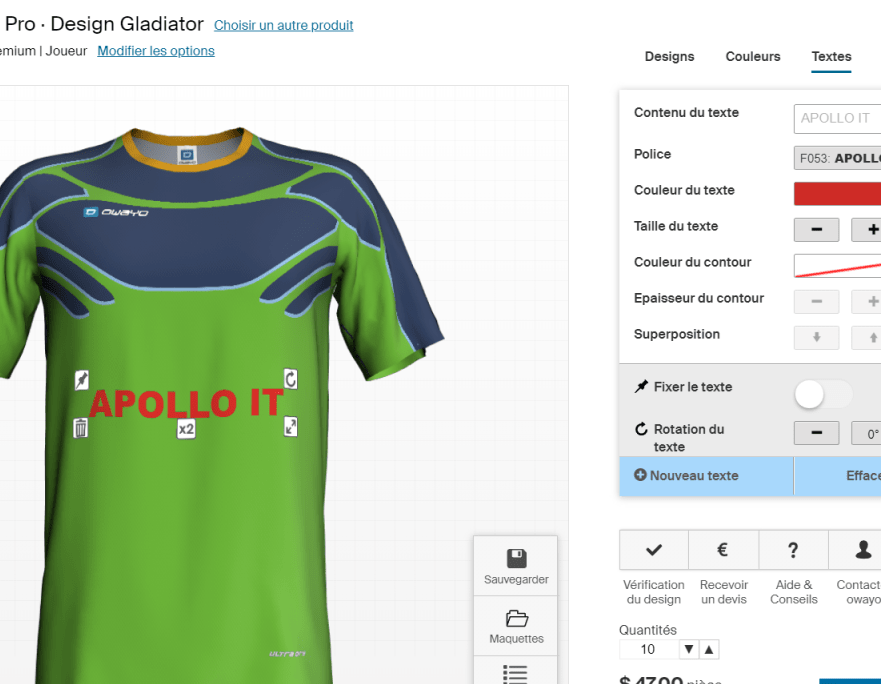 Pro · Design Gladiator Choisir un autre produit
emium | Joueur Modifier les options
Designs Couleurs Textes
owayo
APOLLO IT
x2
Contenu du texte APOLLO IT
Police F053: APOLLO
Couleur du texte
Taille du texte
Couleur du contour
Epaisseur du contour
Superposition
Fixer le texte
Rotation du
texte
0°
Nouveau texte Efface
Sauvegarder
Maquettes
€ ?
Vérification
du design
Recevoir
un devis
Aide &
Conseils
Contact
owayo
Quantités
10
$ 47.00 pièce